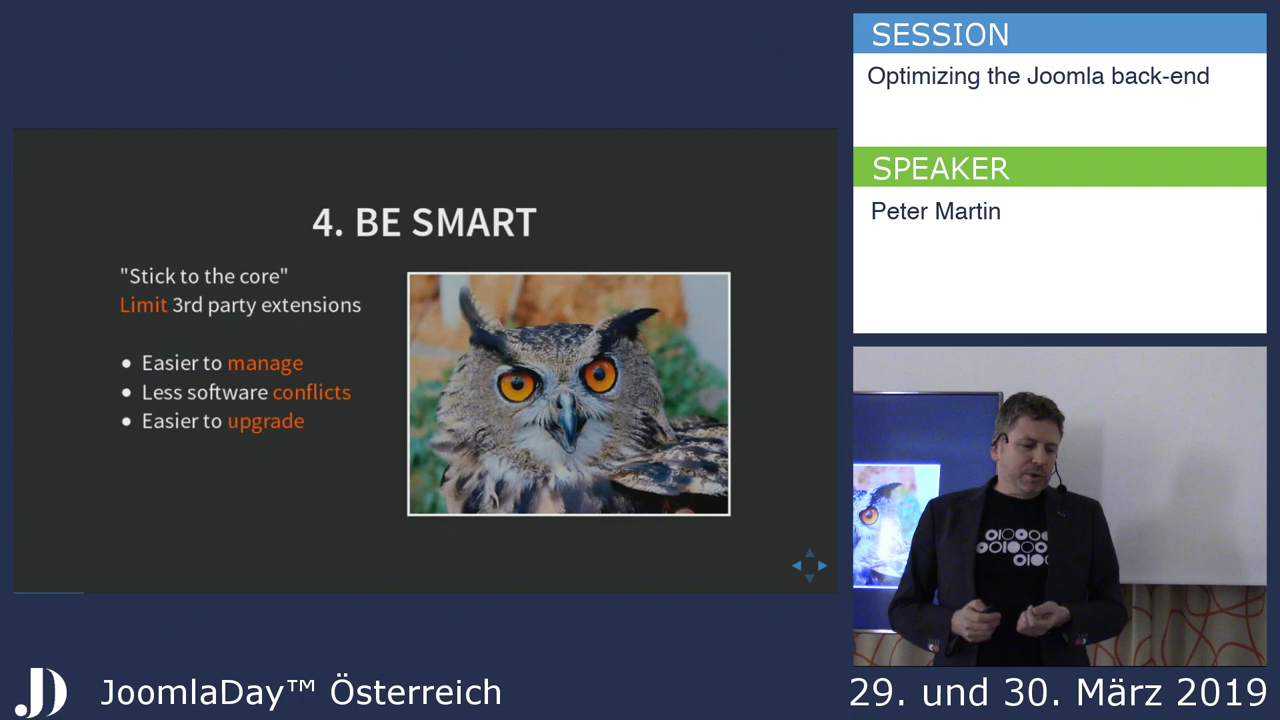 SESSION
Optimizing the Joomla back-end
SPEAKER
Peter Martin
4. BE SMART
"Stick to the core"
Limit 3rd party extensions
• Easier to manage
• Less software conflicts
• Easier to upgrade
JD JoomlaDay™ Österreich
29. und 30. März 2019